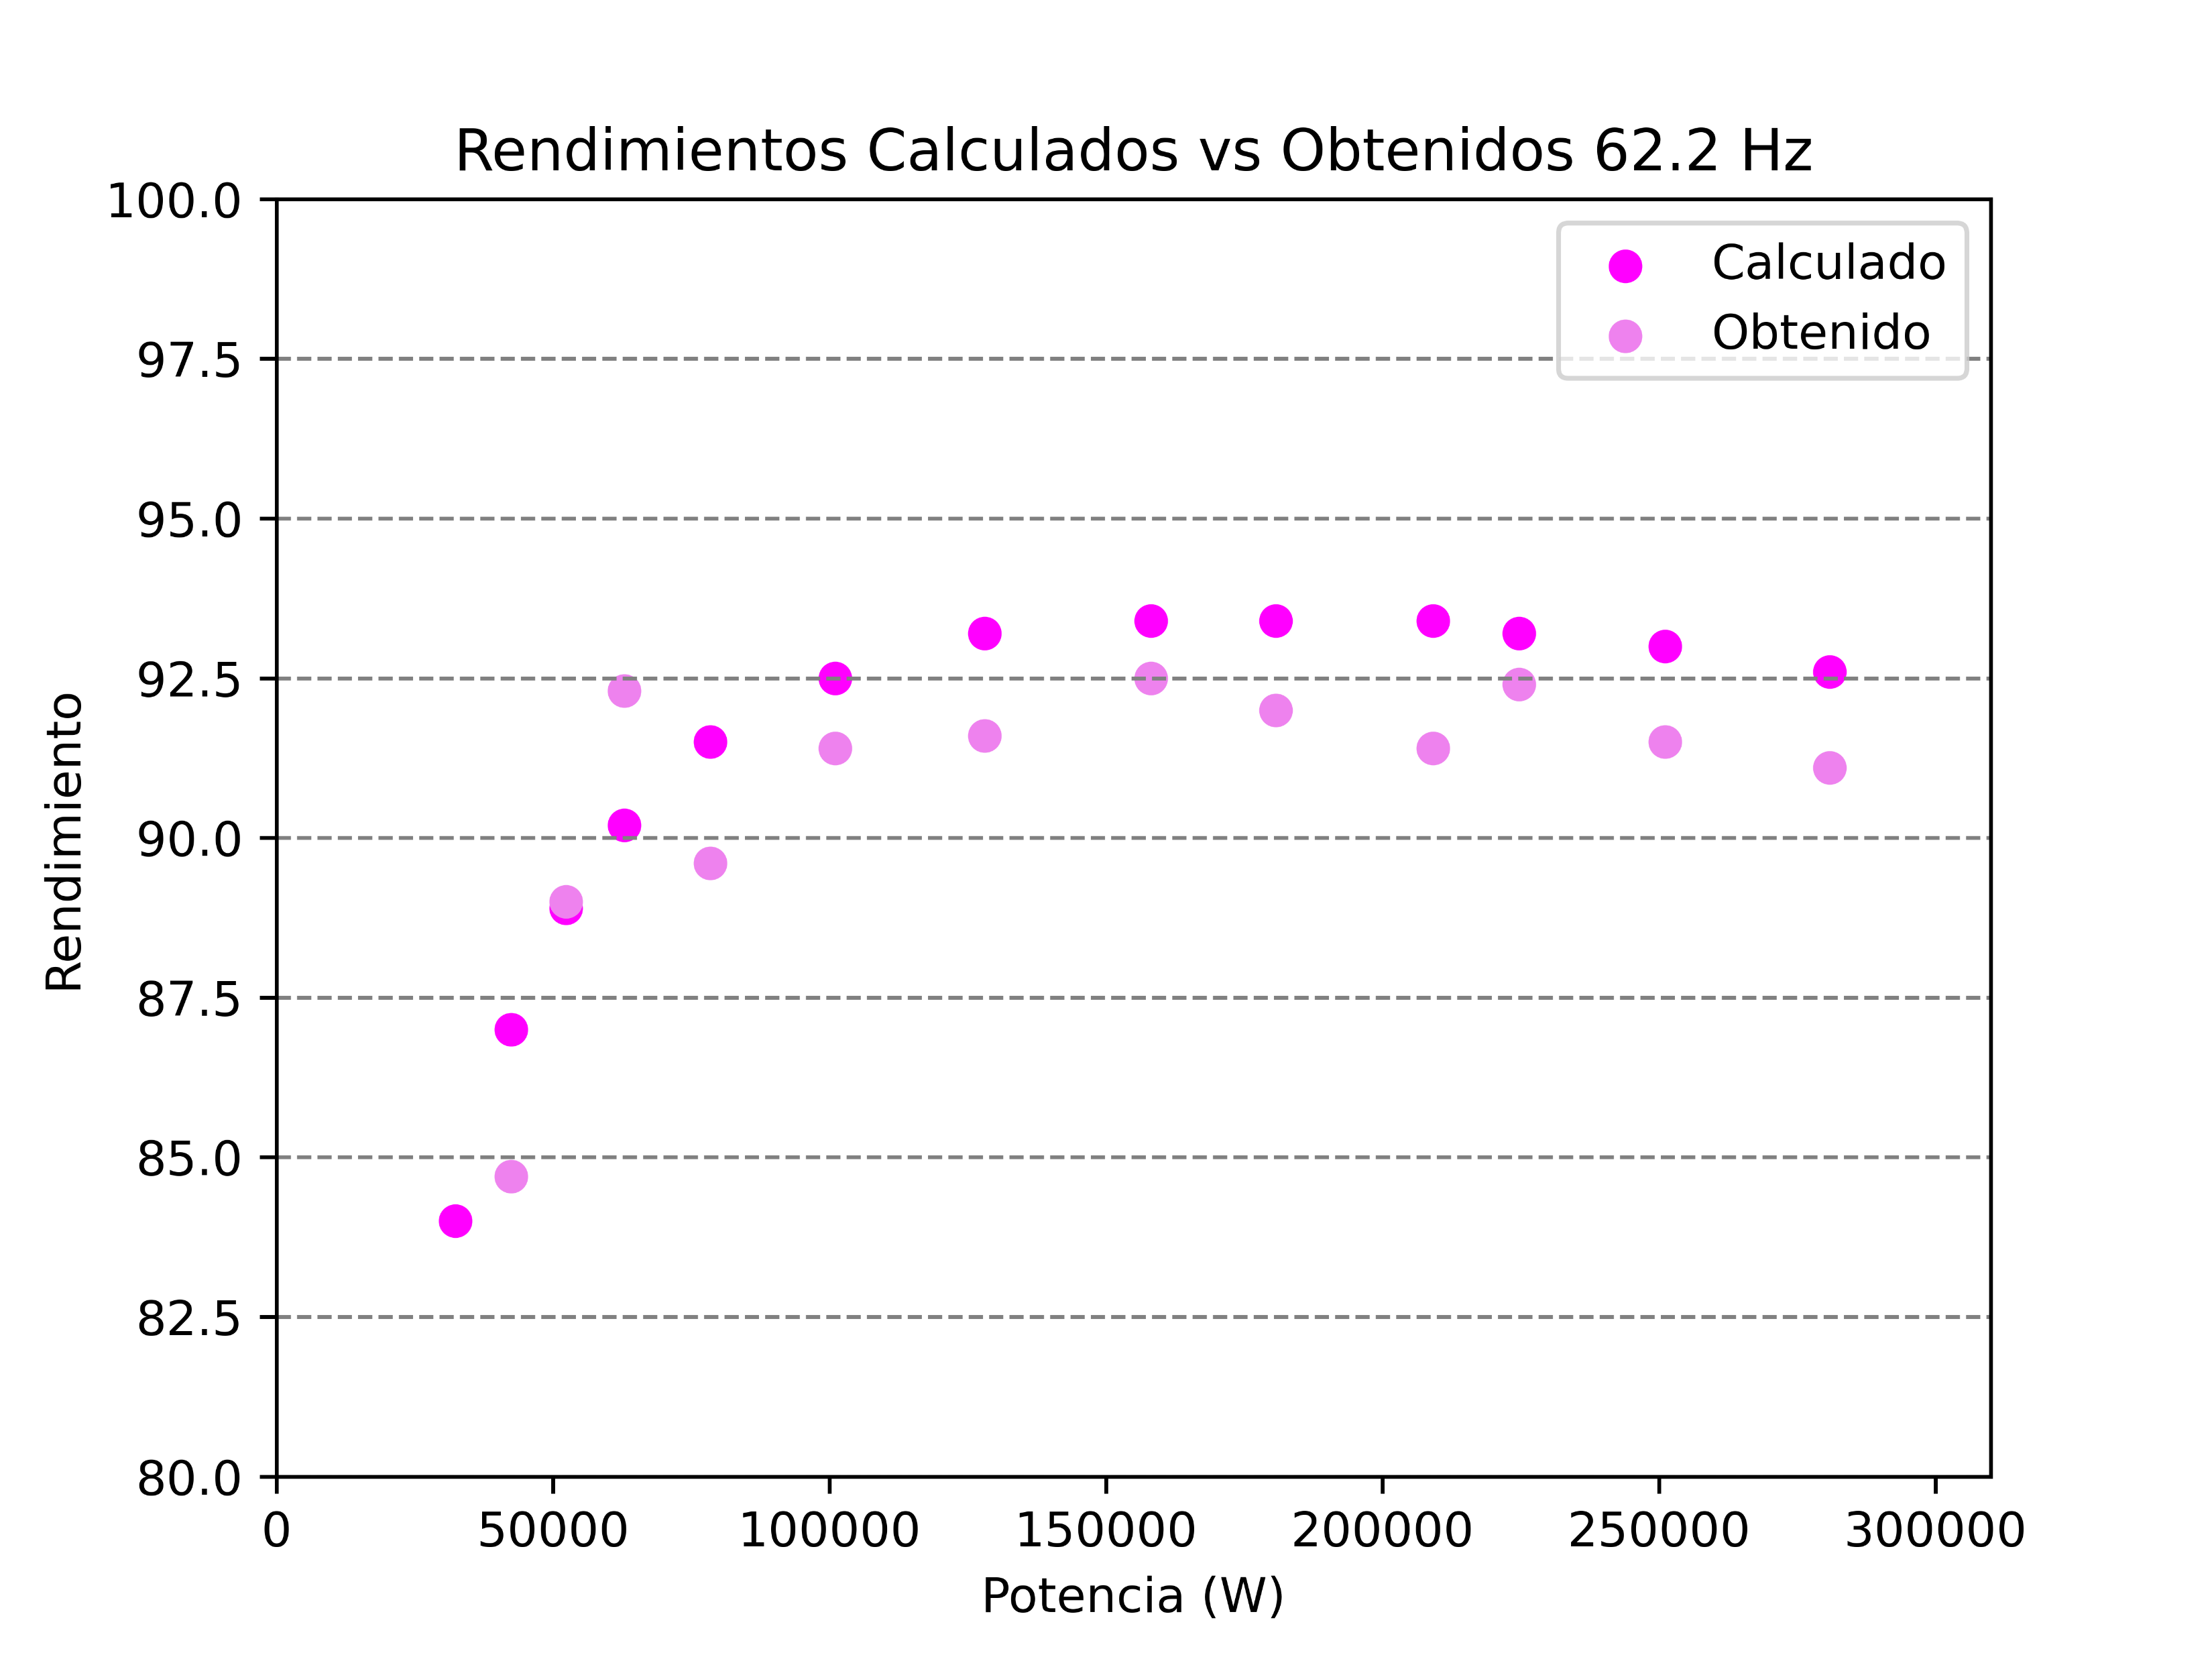 Rendimientos Calculados vs Obtenidos 62.2 Hz
100.0
97.5
95.0
92.5
90.0
87.5
85.0
82.5
80.0
Rendimiento
Calculado
Obtenido
0 50000 100000 150000 200000 250000 300000
Potencia (W)